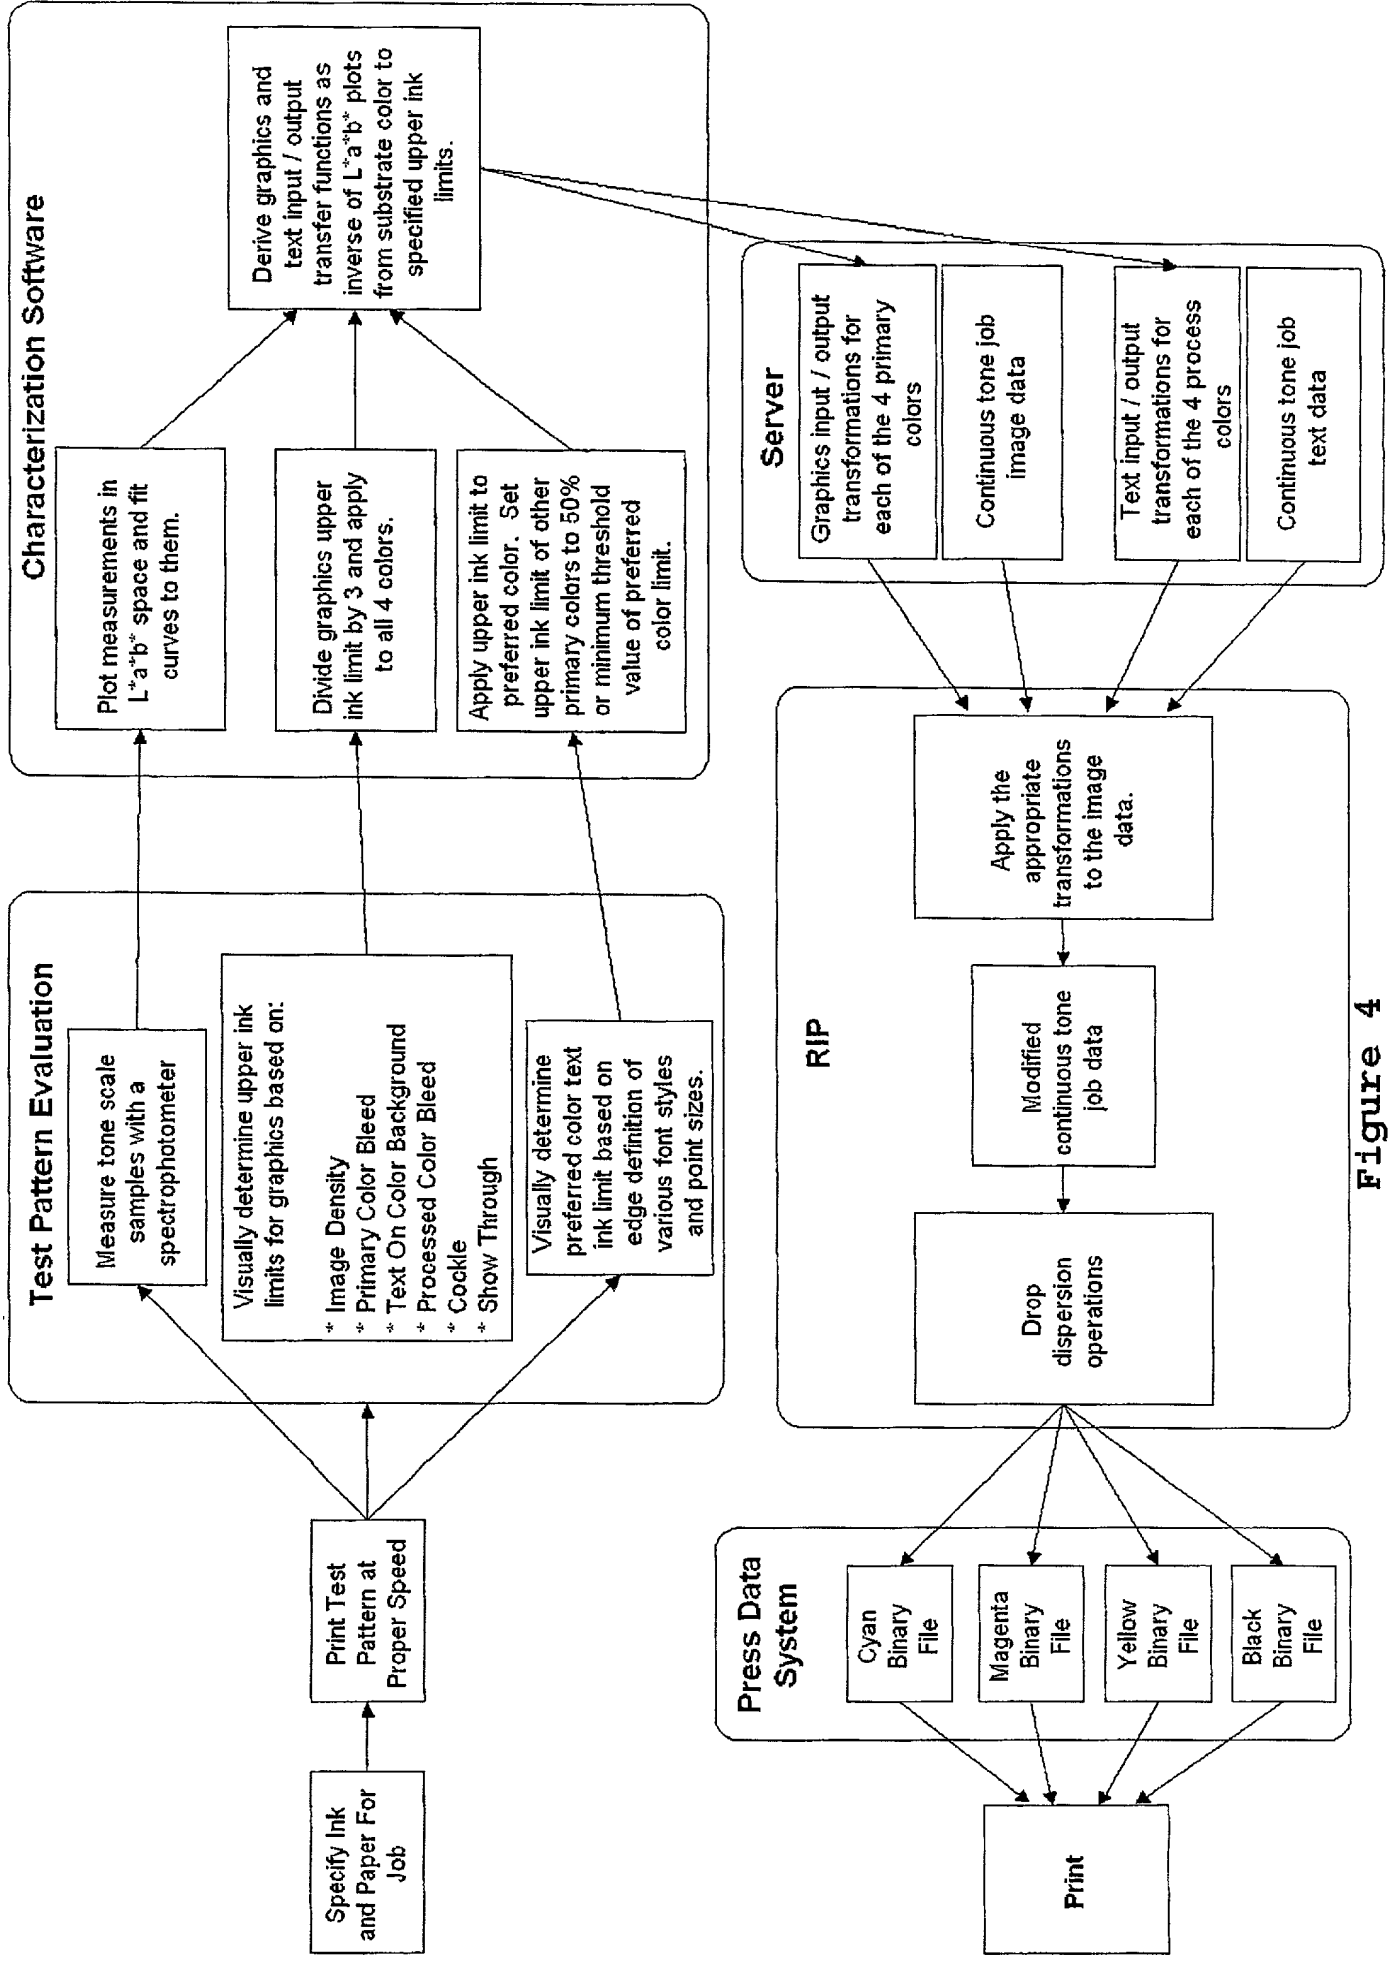 Specify Ink
and Paper For
Job
Print Test
Pattern at
Proper Speed
Test Pattern Evaluation
Measure tone scale
samples with a
spectrophotometer
Visually determine upper ink
limits for graphics based on:
* Image Density
* Primary Color Bleed
* Text On Color Background
* Processed Color Bleed
* Cockle
* Show Through
Visually determine
preferred color text
ink limit based on
edge definition of
various font styles
and point sizes.
Characterization Software
Plot measurements in
L*a*b* space and fit
curves to them.
Divide graphics upper
ink limit by 3 and apply
to all 4 colors.
Apply upper ink limit to
preferred color. Set
upper ink limit of other
primary colors to 50%
or minimum threshold
value of preferred
color limit.
Derive graphics and
text input / output
transfer functions as
inverse of L*a*b* plots
from substrate color to
specified upper ink
limits.
Server
Graphics input / output
transformations for
each of the 4 primary
colors
Continuous tone job
image data
Text input / output
transformations for
each of the 4 process
colors
Continuous tone job
text data
RIP
Apply the
appropriate
transformations
to the image
data.
Modified
continuous tone
job data
Drop
dispersion
operations
Press Data
System
Cyan
Binary
File
Magenta
Binary
File
Yellow
Binary
File
Black
Binary
File
Print
Figure 4